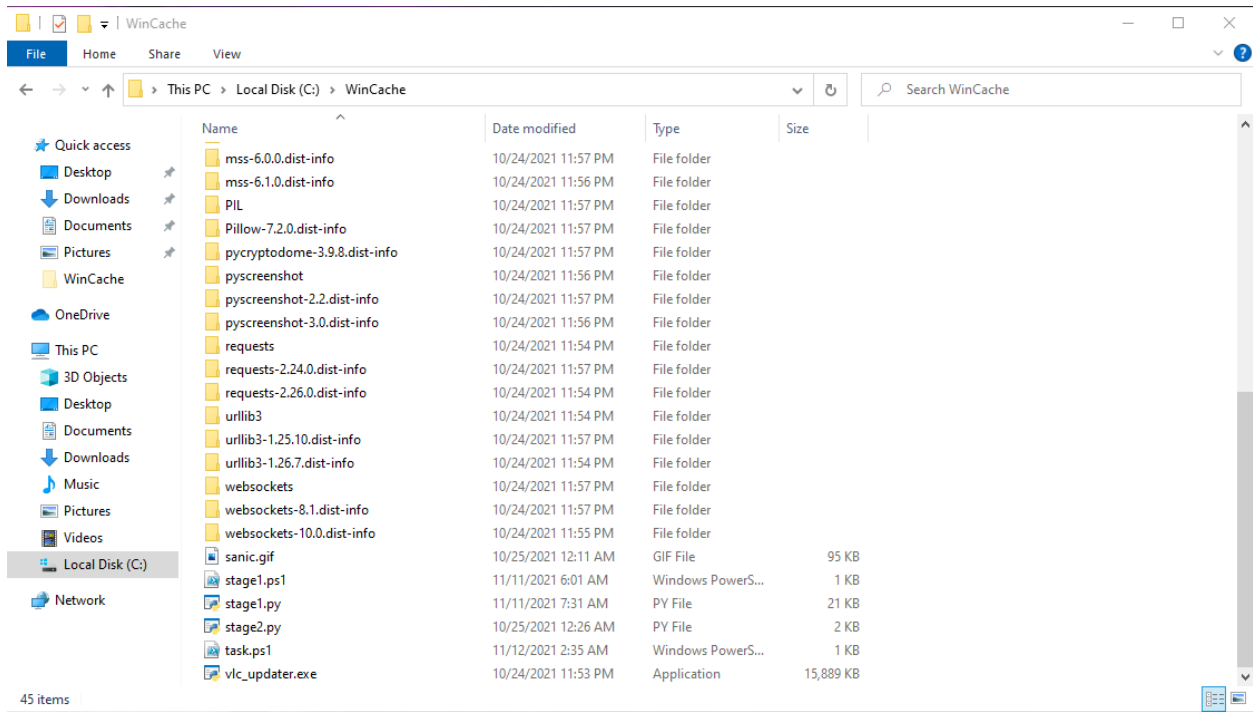 WinCache
File Home Share View
This PC Local Disk (C:) WinCache Search WinCache
Name Date modified Type Size
Quick access
Desktop
Downloads
Documents
Pictures
WinCache
OneDrive
This PC
3D Objects
Desktop
Documents
Downloads
Music
Pictures
Videos
Local Disk (C:)
Network
mss-6.0.0.dist-info 10/24/2021 11:57 PM File folder
mss-6.1.0.dist-info 10/24/2021 11:56 PM File folder
PIL 10/24/2021 11:57 PM File folder
Pillow-7.2.0.dist-info 10/24/2021 11:57 PM File folder
pycryptodome-3.9.8.dist-info 10/24/2021 11:57 PM File folder
pyscreenshot 10/24/2021 11:56 PM File folder
pyscreenshot-2.2.dist-info 10/24/2021 11:57 PM File folder
pyscreenshot-3.0.dist-info 10/24/2021 11:56 PM File folder
requests 10/24/2021 11:54 PM File folder
requests-2.24.0.dist-info 10/24/2021 11:57 PM File folder
requests-2.26.0.dist-info 10/24/2021 11:54 PM File folder
urllib3 10/24/2021 11:54 PM File folder
urllib3-1.25.10.dist-info 10/24/2021 11:57 PM File folder
urllib3-1.26.7.dist-info 10/24/2021 11:54 PM File folder
websockets 10/24/2021 11:57 PM File folder
websockets-8.1.dist-info 10/24/2021 11:57 PM File folder
websockets-10.0.dist-info 10/24/2021 11:55 PM File folder
sanic.gif 10/25/2021 12:11 AM GIF File 95 KB
stage1.ps1 11/11/2021 6:01 AM Windows PowerS... 1 KB
stage1.py 11/11/2021 7:31 AM PY File 21 KB
stage2.py 10/25/2021 12:26 AM PY File 2 KB
task.ps1 11/12/2021 2:35 AM Windows PowerS... 1 KB
vlc_updater.exe 10/24/2021 11:53 PM Application 15,889 KB
45 items